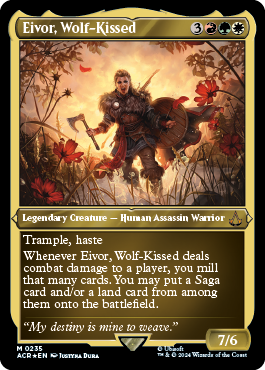 Eivor, Wolf-Kissed 3
Legendary Creature — Human Assassin Warrior
Trample, haste
Whenever Eivor, Wolf-Kissed deals
combat damage to a player, you mill
that many cards. You may put a Saga
card and/or a land card from among
them onto the battlefield.
“My destiny is mine to weave.”
7/6
M 0235
ACR★EN Justyna Dura
© Ubisoft
™ & © 2024 Wizards of the Coast